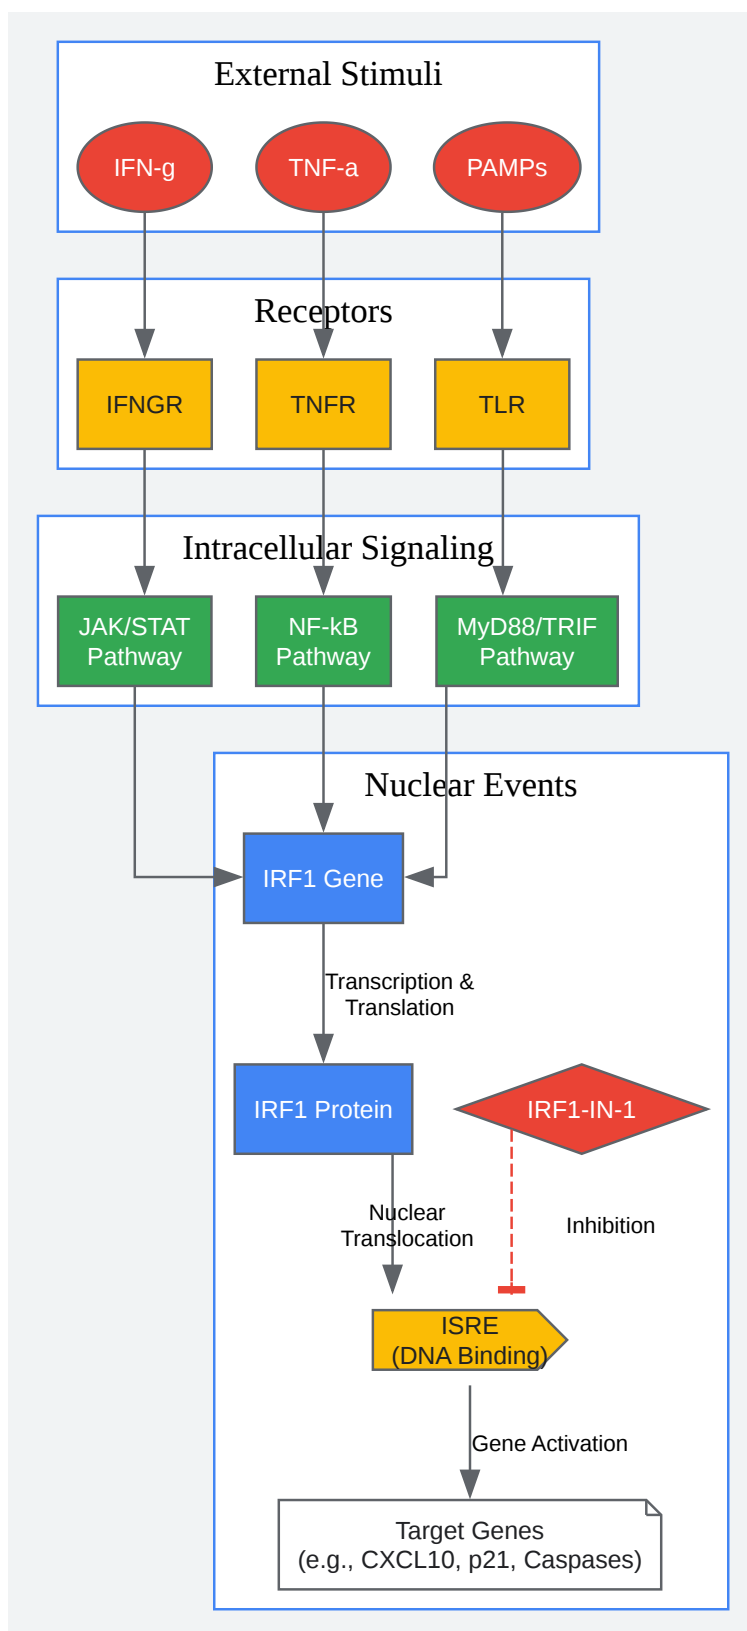 External Stimuli
IFN-g
TNF-a
PAMPs
Receptors
IFNGR
TNFR
TLR
Intracellular Signaling
JAK/STAT
Pathway
NF-kB
Pathway
MyD88/TRIF
Pathway
Nuclear Events
IRF1 Gene
Transcription &
Translation
IRF1 Protein
IRF1-IN-1
Nuclear
Translocation
Inhibition
ISRE
(DNA Binding)
Gene Activation
Target Genes
(e.g., CXCL10, p21, Caspases)